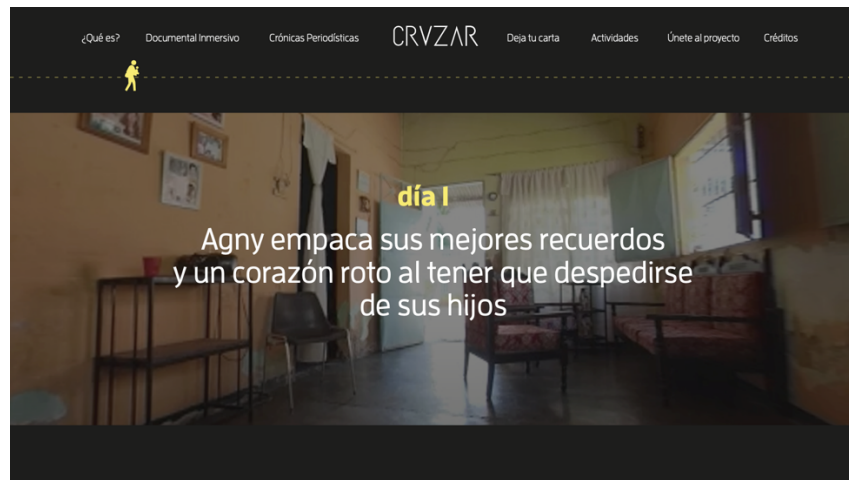 ¿Qué es? Documental Inmersivo Crónicas Periodísticas CRVZAR Deja tu carta Actividades Únete al proyecto Créditos
día I
Agny empaca sus mejores recuerdos
y un corazón roto al tener que despedirse
de sus hijos